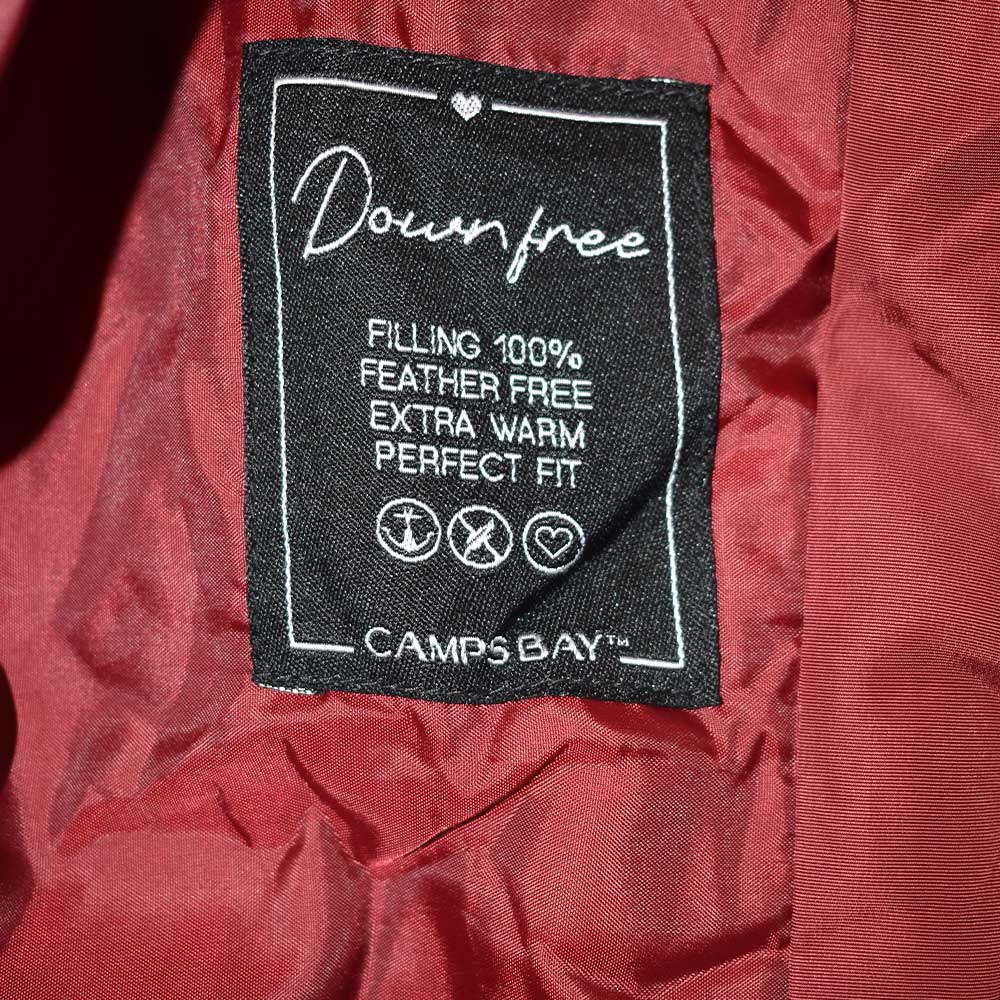 Downfree
FILLING 100%
FEATHER FREE
EXTRA WARM
PERFECT FIT
CAMPS BAY™